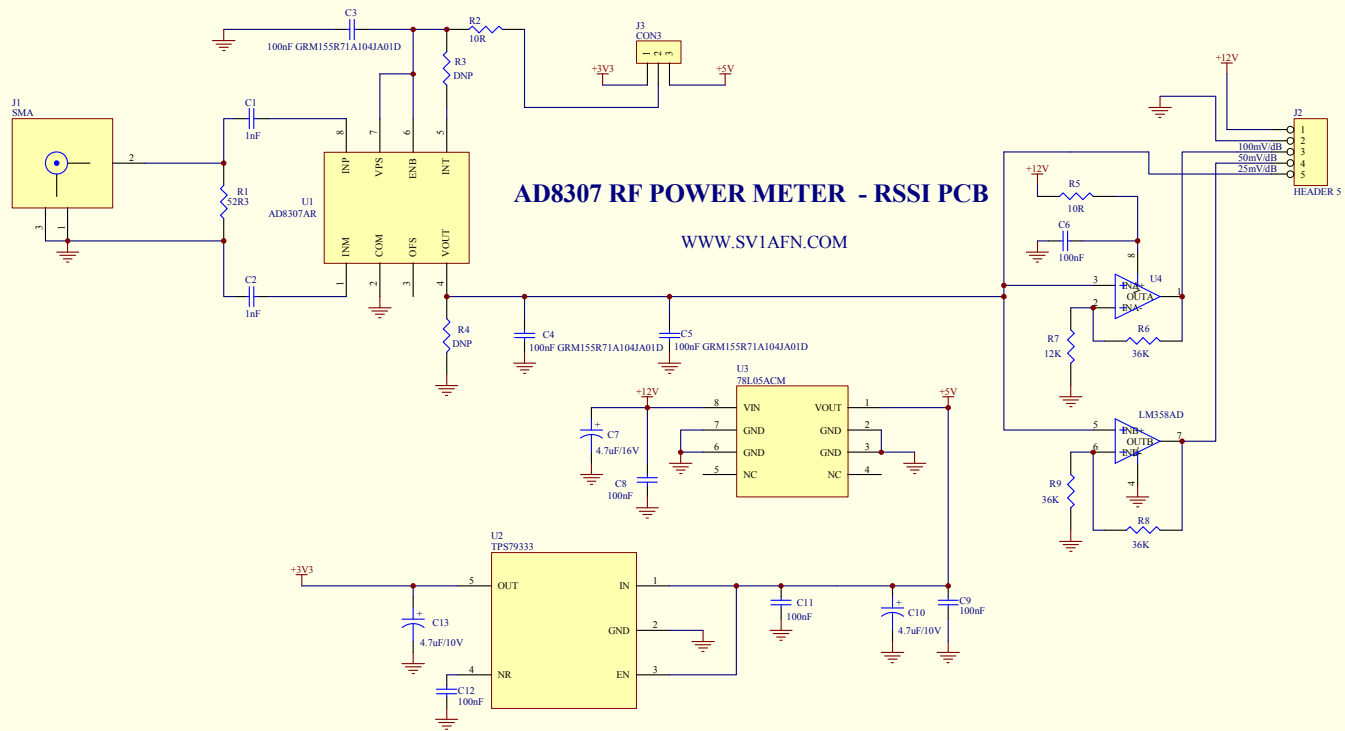 C3
100nF GRM155R71A104JA01D
R2
10R
R3
DNP
J3
CON3
1 2 3
+3V3
+5V
J1
SMA
2
3
1
C1
1nF
R1
52R3
C2
1nF
8 7 6 5
INP VPS ENB INT
U1
AD8307AR
INM COM OFS VOUT
1 2 3 4
AD8307 RF POWER METER - RSSI PCB
WWW.SV1AFN.COM
R4
DNP
C4
100nF GRM155R71A104JA01D
C5
100nF GRM155R71A104JA01D
+12V
J2
1
2
100mV/dB 3
50mV/dB 4
25mV/dB 5
HEADER 5
+12V
R5
10R
C6
100nF
8
U4
3 INA+
OUTA 1
2 INA-
R7
12K
R6
36K
LM358AD
5 INB+
OUTB 7
6 INB-
4
R9
36K
R8
36K
U3
78L05ACM
+12V
+5V
8 VIN VOUT 1
7 GND GND 2
6 GND GND 3
5 NC NC 4
C7
4.7uF/16V
C8
100nF
U2
TPS79333
+3V3
5 OUT IN 1
GND 2
4 NR EN 3
C13
4.7uF/10V
C12
100nF
C11
100nF
C10
4.7uF/10V
C9
100nF